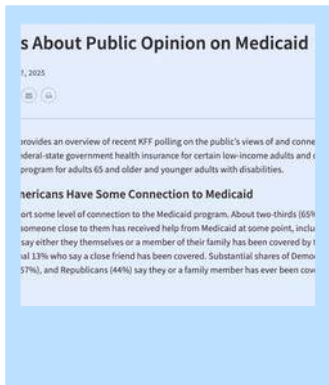 s About Public Opinion on Medicaid
, 2025
rovides an overview of recent KFF polling on the public's views of and conne
ederal-state government health insurance for certain low-income adults and
program for adults 65 and older and younger adults with disabilities.
ericans Have Some Connection to Medicaid
ort some level of connection to the Medicaid program. About two-thirds (65%
omeone close to them has received help from Medicaid at some point, inclu
say either they themselves or a member of their family has been covered by
al 13% who say a close friend has been covered. Substantial shares of Demo
57%), and Republicans (44%) say they or a family member has ever been cov